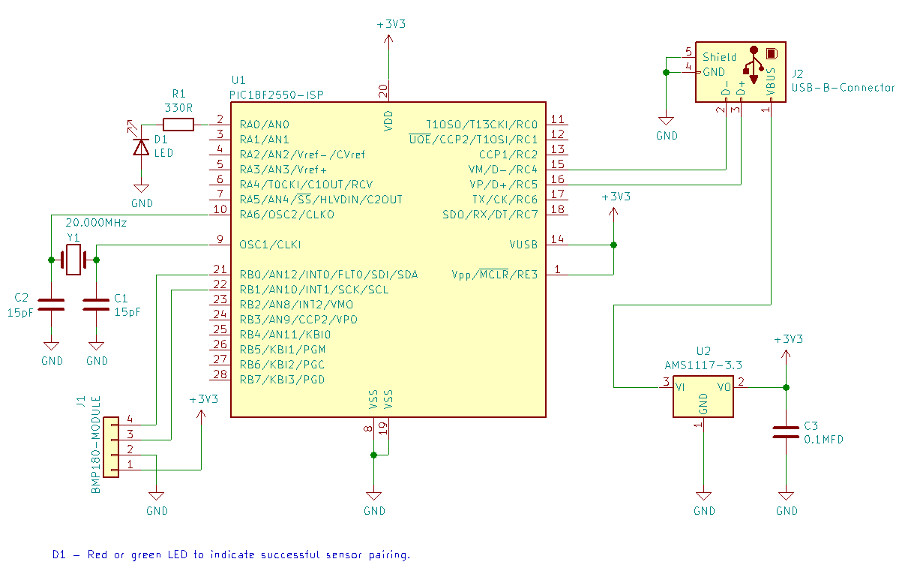 +3V3
U1
PIC18F2550-ISP
20
VDD
R1
330R
D1
LED
GND
2
RA0/AN0
3
RA1/AN1
4
RA2/AN2/Vref-/CVref
5
RA3/AN3/Vref+
6
RA4/T0CKI/C1OUT/RCV
7
RA5/AN4/SS/HLVDIN/C2OUT
10
RA6/OSC2/CLKO
9
OSC1/CLKI
21
RB0/AN12/INT0/FLT0/SDI/SDA
22
RB1/AN10/INT1/SCK/SCL
23
RB2/AN8/INT2/VMO
24
RB3/AN9/CCP2/VPO
25
RB4/AN11/KBI0
26
RB5/KBI1/PGM
27
RB6/KBI2/PGC
28
RB7/KBI3/PGD
T1OSO/T13CKI/RC0
11
UOE/CCP2/T1OSI/RC1
12
CCP1/RC2
13
VM/D-/RC4
15
VP/D+/RC5
16
TX/CK/RC6
17
SDO/RX/DT/RC7
18
VUSB
14
Vpp/MCLR/RE3
1
VSS
VSS
8
19
GND
20.000MHz
Y1
C2
15pF
C1
15pF
GND
GND
J1
BMP180-MODULE
4
3
2
1
+3V3
GND
+3V3
5
Shield
4
GND
D-
D+
VBUS
2
3
1
J2
USB-B-Connector
GND
U2
AMS1117-3.3
3
VI
VO
2
GND
1
GND
+3V3
C3
0.1MFD
GND
D1 - Red or green LED to indicate successful sensor pairing.